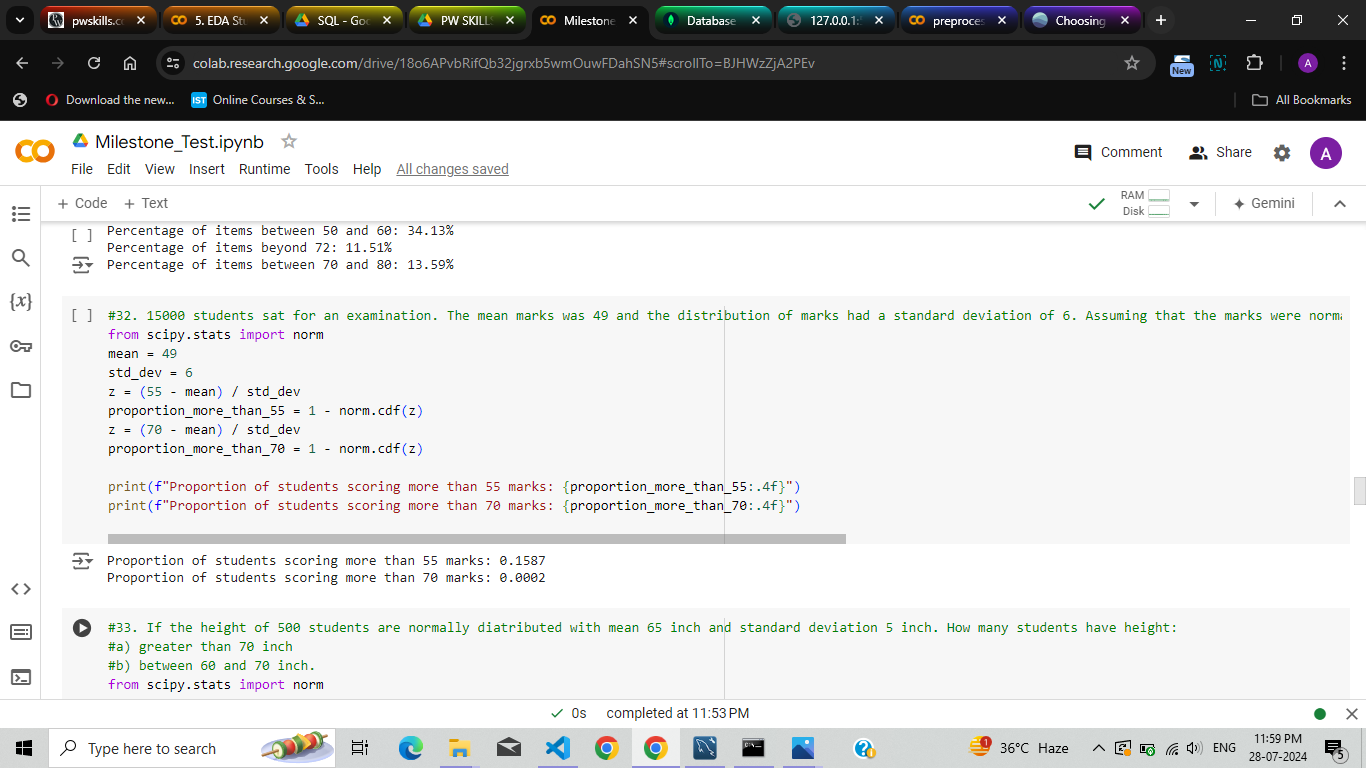 pwskills.c
5. EDA Stu
SQL - Goo
PW SKILL
Milestone
Database
127.0.0.1:
preproces
Choosing
colab.research.google.com/drive/18o6APvbRifQb32jgrxb5wmOuwFDahSN5#scrollTo=BJHWzZjA2PEv
New
A
Download the new...
IST
Online Courses & S...
All Bookmarks
Milestone_Test.ipynb
Comment
Share
A
File Edit View Insert Runtime Tools Help All changes saved
+ Code + Text
RAM
Disk
Gemini
[ ] Percentage of items between 50 and 60: 34.13%
Percentage of items beyond 72: 11.51%
Percentage of items between 70 and 80: 13.59%
{x}
[ ] #32. 15000 students sat for an examination. The mean marks was 49 and the distribution of marks had a standard deviation of 6. Assuming that the marks were norma
from scipy.stats import norm
mean = 49
std_dev = 6
z = (55 - mean) / std_dev
proportion_more_than_55 = 1 - norm.cdf(z)
z = (70 - mean) / std_dev
proportion_more_than_70 = 1 - norm.cdf(z)
print(f"Proportion of students scoring more than 55 marks: {proportion_more_than_55:.4f}")
print(f"Proportion of students scoring more than 70 marks: {proportion_more_than_70:.4f}")
Proportion of students scoring more than 55 marks: 0.1587
Proportion of students scoring more than 70 marks: 0.0002
#33. If the height of 500 students are normally diatributed with mean 65 inch and standard deviation 5 inch. How many students have height:
#a) greater than 70 inch
#b) between 60 and 70 inch.
from scipy.stats import norm
0s completed at 11:53 PM
Type here to search
1
36°C Haze
ENG
11:59 PM
28-07-2024
5